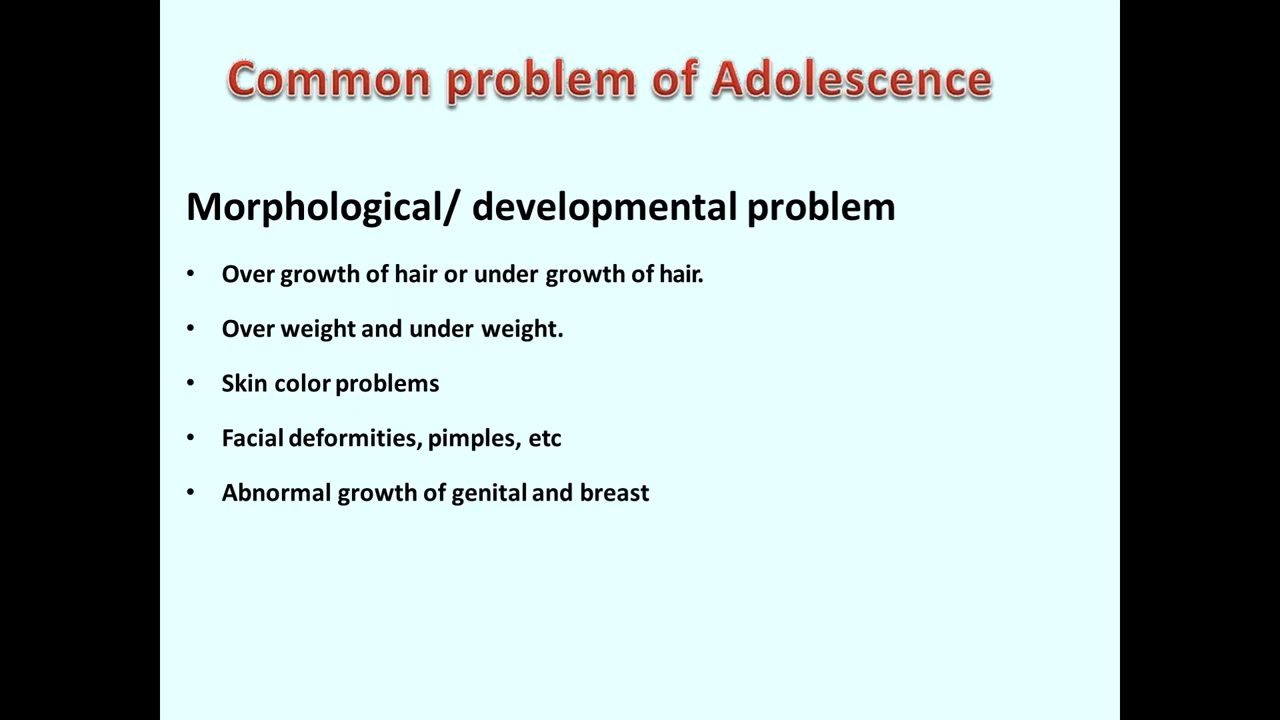 Common problem of Adolescence
Morphological/ developmental problem
• Over growth of hair or under growth of hair.
• Over weight and under weight.
• Skin color problems
• Facial deformities, pimples, etc
• Abnormal growth of genital and breast